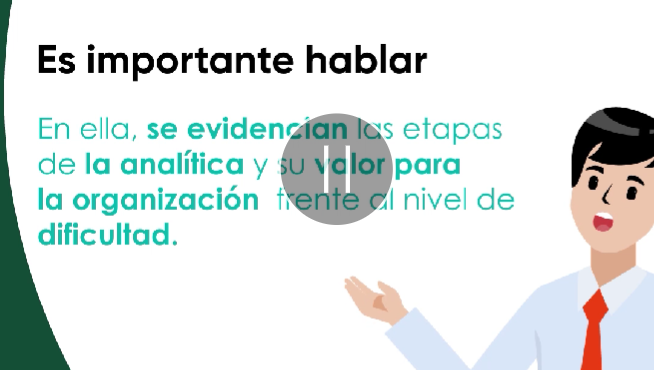 Es importante hablar
En ella, se evidencían las etapas
de la analítica y su valor para
la organización frente al nivel de
dificultad.